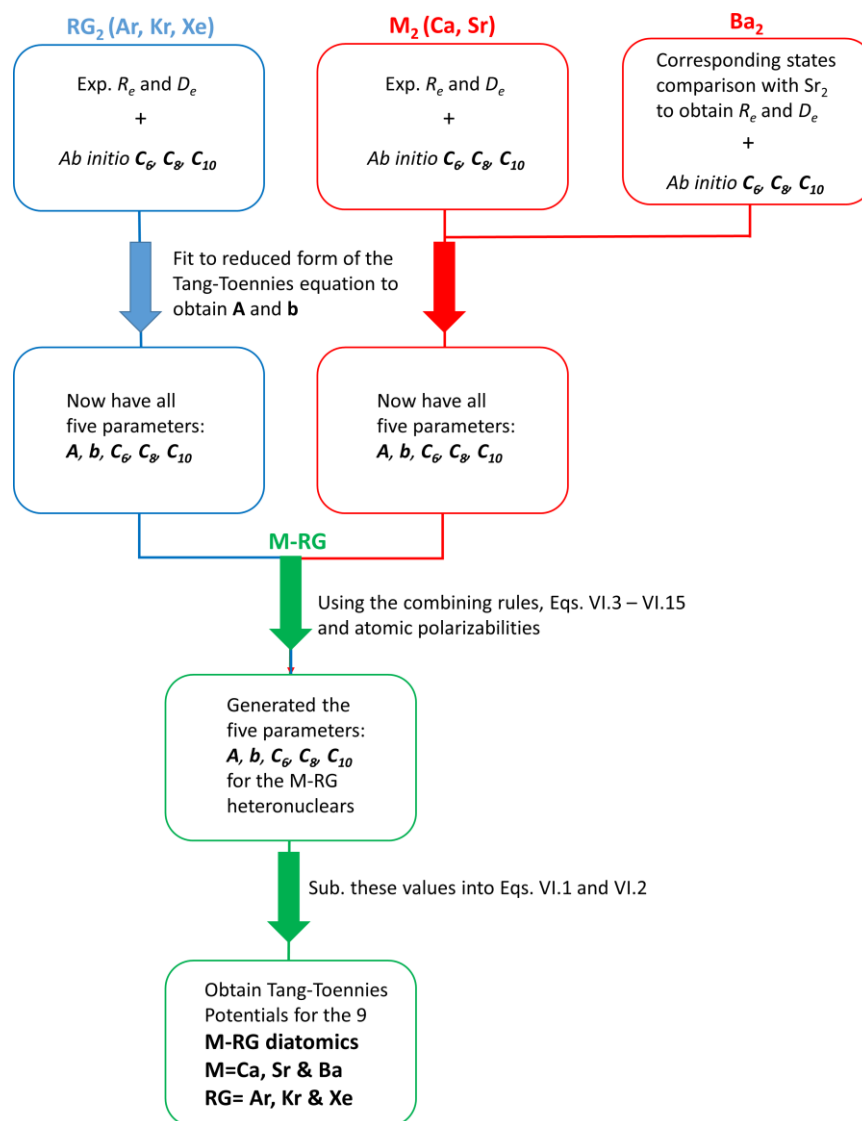 RG2 (Ar, Kr, Xe)
Exp. Re and De
+
Ab initio C6, C8, C10
M2 (Ca, Sr)
Exp. Re and De
+
Ab initio C6, C8, C10
Ba2
Corresponding states
comparison with Sr2
to obtain Re and De
+
Ab initio C6, C8, C10
Fit to reduced form of the
Tang-Toennies equation to
obtain A and b
Now have all
five parameters:
A, b, C6, C8, C10
Now have all
five parameters:
A, b, C6, C8, C10
M-RG
Using the combining rules, Eqs. VI.3 – VI.15
and atomic polarizabilities
Generated the
five parameters:
A, b, C6, C8, C10
for the M-RG
heteronuclears
Sub. these values into Eqs. VI.1 and VI.2
Obtain Tang-Toennies
Potentials for the 9
M-RG diatomics
M=Ca, Sr & Ba
RG= Ar, Kr & Xe